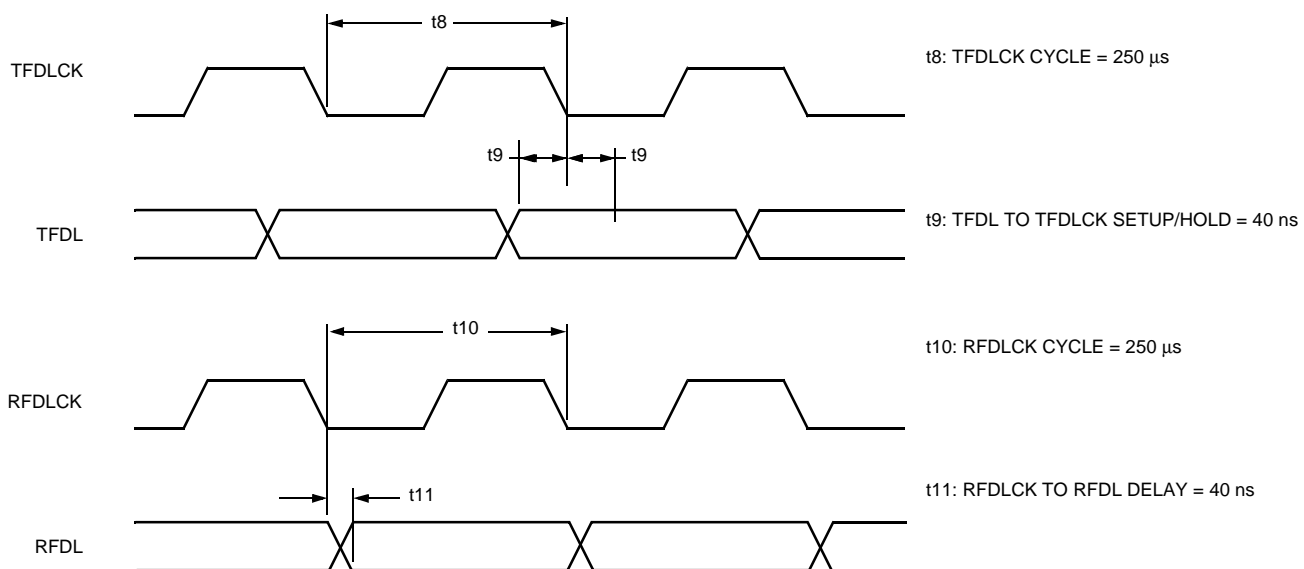 t8
TFDLCK
t8: TFDLCK CYCLE = 250 μs
t9
t9
TFDL
t9: TFDL TO TFDLCK SETUP/HOLD = 40 ns
t10
t10: RFDLCK CYCLE = 250 μs
RFDLCK
t11
t11: RFDLCK TO RFDL DELAY = 40 ns
RFDL